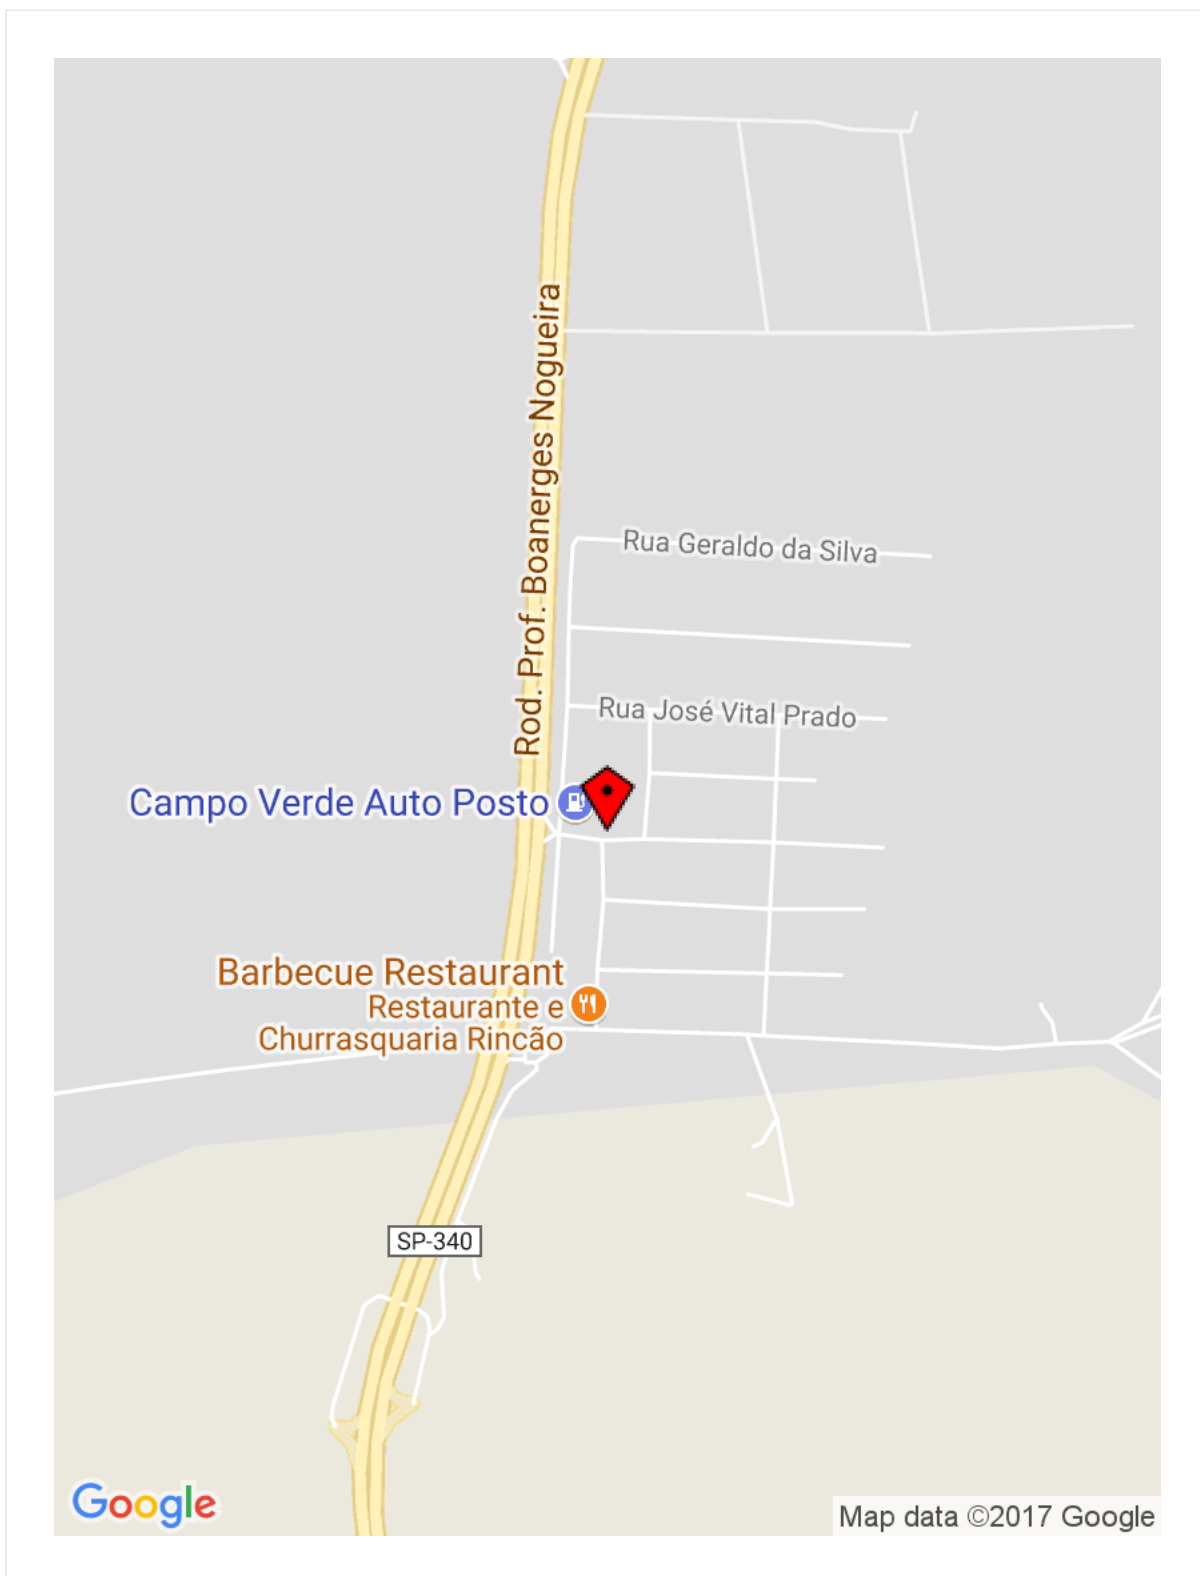 Rod. Prof. Boanerges Nogueira
Rua Geraldo da Silva
Rua José Vital Prado
Campo Verde Auto Posto
Barbecue Restaurant
Restaurante e
Churrasquaria Rincão
SP-340
Google
Map data ©2017 Google